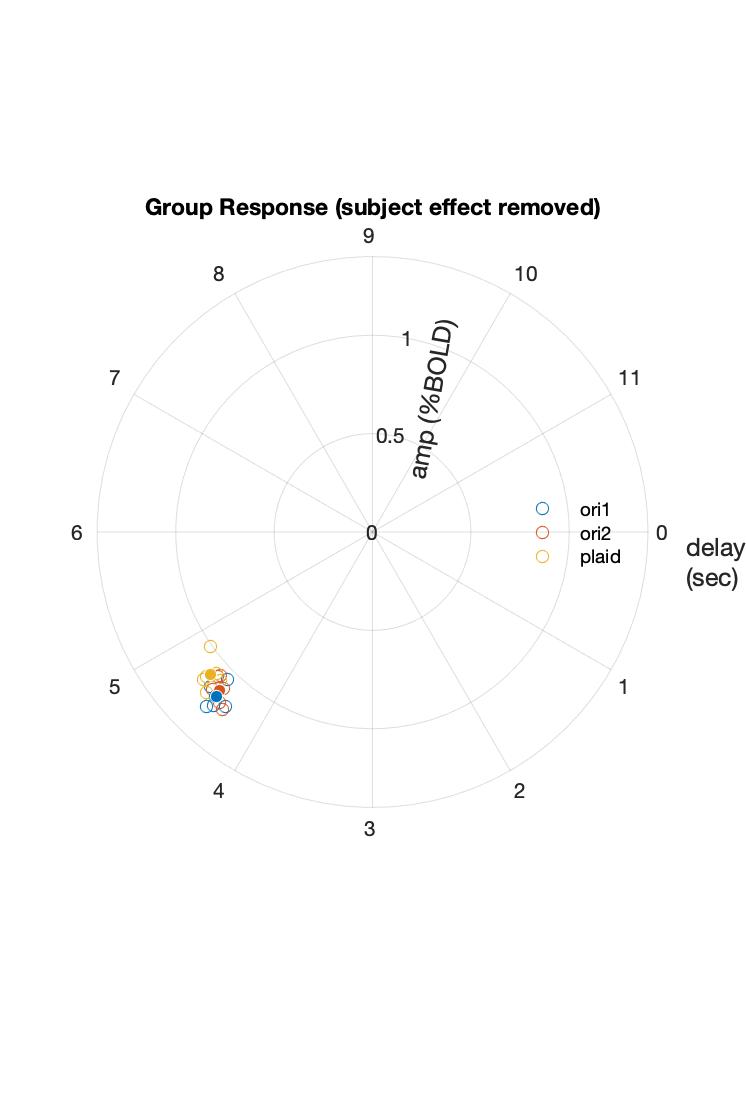 Group Response (subject effect removed)
9
8
10
7
11
1
0.5
amp (%BOLD)
6
0
0
delay
(sec)
ori1
ori2
plaid
5
1
4
2
3